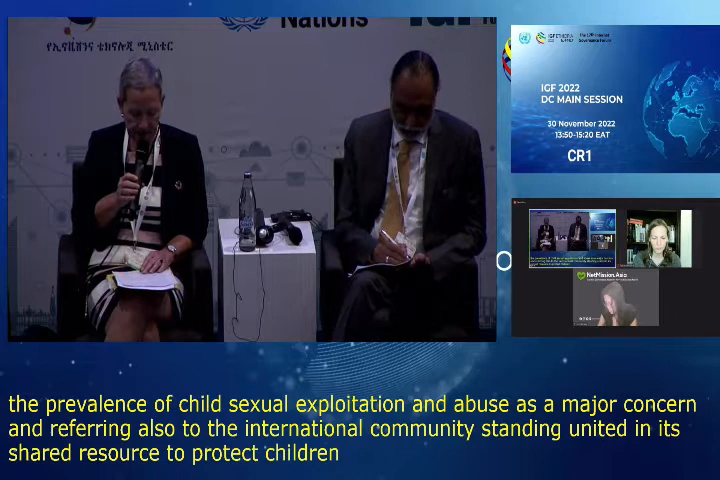 Nations
የኢኖቬሽንና ቴክኖሎጂ ሚኒስቴር
IGF 2022
DC MAIN SESSION
30 November 2022
13:50-15:20 EAT
CR1
NetMission.Asia
the prevalence of child sexual exploitation and abuse as a major concern
and referring also to the international community standing united in its
shared resource to protect children